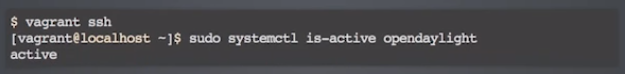 $ vagrant ssh
[vagrant@localhost ~]$ sudo systemctl is-active opendaylight
active